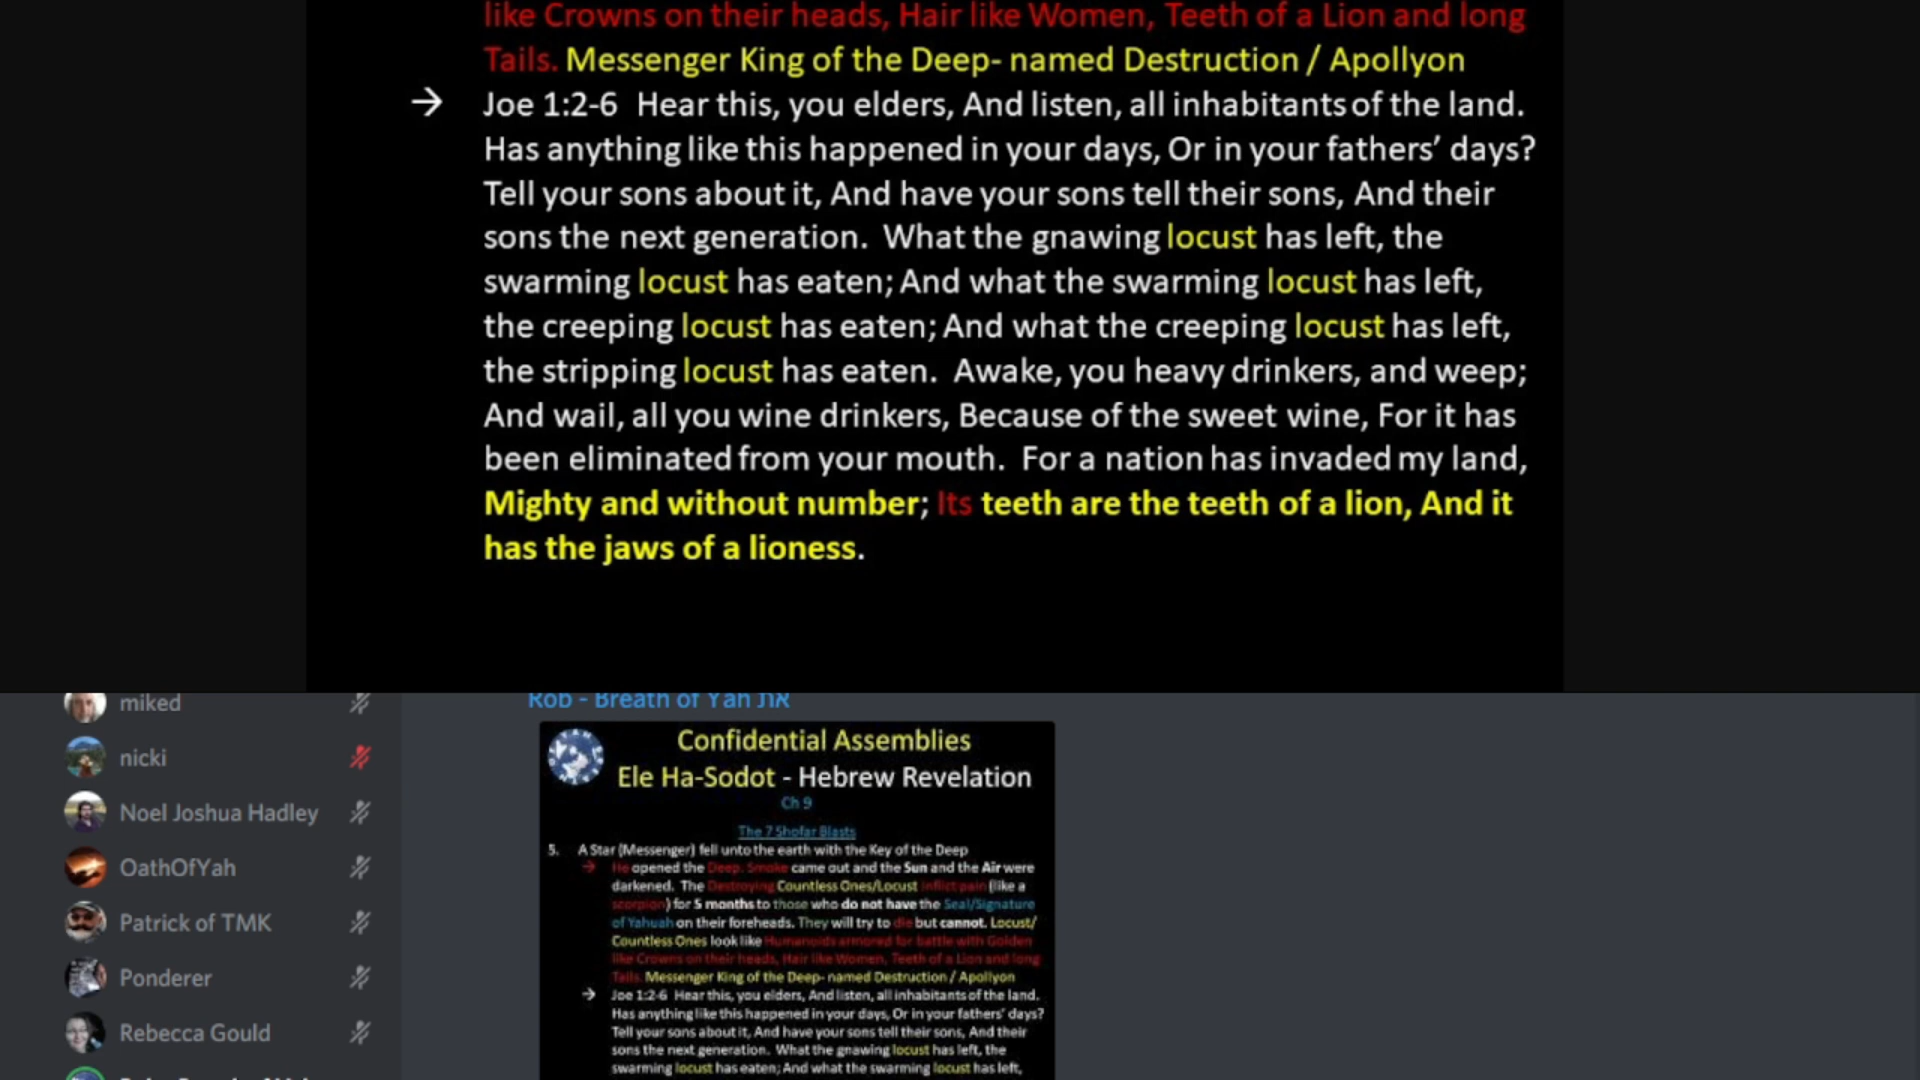 like Crowns on their heads, Hair like Women, Teeth of a Lion and long
Tails. Messenger King of the Deep- named Destruction / Apollyon
→ Joe 1:2-6 Hear this, you elders, And listen, all inhabitants of the land.
Has anything like this happened in your days, Or in your fathers’ days?
Tell your sons about it, And have your sons tell their sons, And their
sons the next generation. What the gnawing locust has left, the
swarming locust has eaten; And what the swarming locust has left,
the creeping locust has eaten; And what the creeping locust has left,
the stripping locust has eaten. Awake, you heavy drinkers, and weep;
And wail, all you wine drinkers, Because of the sweet wine, For it has
been eliminated from your mouth. For a nation has invaded my land,
Mighty and without number; Its teeth are the teeth of a lion, And it
has the jaws of a lioness.
miked
nicki
Noel Joshua Hadley
OathOfYah
Patrick of TMK
Ponderer
Rebecca Gould
Rob - Breath of Yah את
Confidential Assemblies
Ele Ha-Sodot - Hebrew Revelation
Ch 9
The 7 Shofar Blasts
5. A Star (Messenger) fell unto the earth with the Key of the Deep
→ He opened the Deep. Smoke came out and the Sun and the Air were
darkened. The Destroying Countless Ones/Locust inflict pain (like a
scorpion) for 5 months to those who do not have the Seal/Signature
of Yahuah on their foreheads. They will try to die but cannot. Locust/
Countless Ones look like Humanoids armored for battle with Golden
like Crowns on their heads, Hair like Women, Teeth of a Lion and long
Tails. Messenger King of the Deep- named Destruction / Apollyon
→ Joe 1:2-6 Hear this, you elders, And listen, all inhabitants of the land.
Has anything like this happened in your days, Or in your fathers’ days?
Tell your sons about it, And have your sons tell their sons, And their
sons the next generation. What the gnawing locust has left, the
swarming locust has eaten; And what the swarming locust has left,